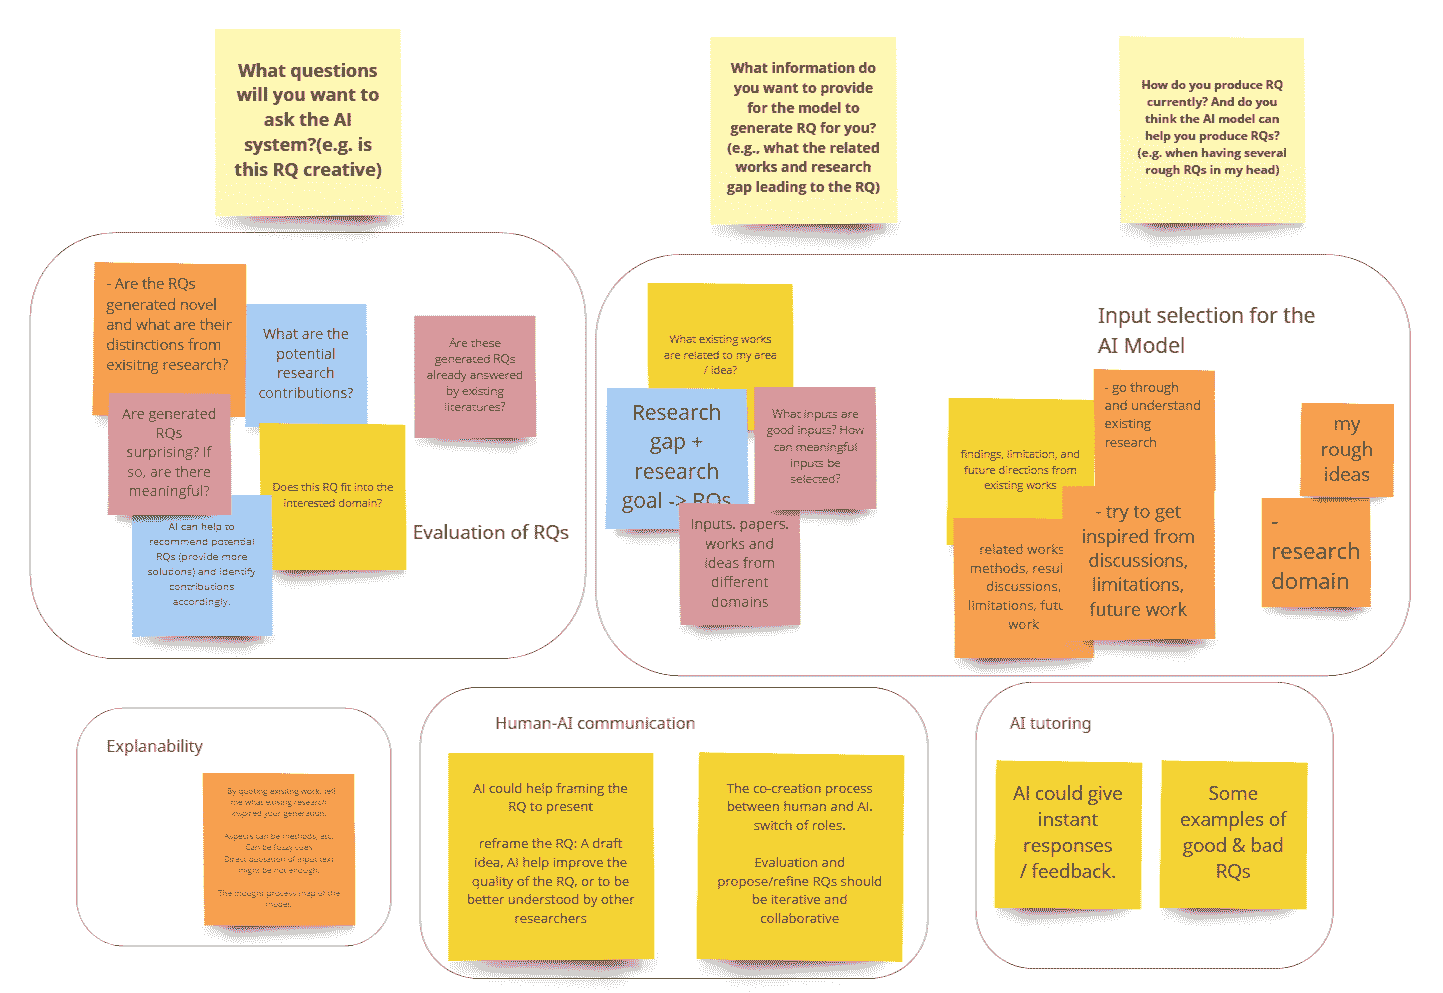 What questions
will you want to
ask the AI
system?(e.g. is
this RQ creative)
What information do
you want to provide
for the model to
generate RQ for you?
(e.g., what the related
works and research
gap leading to the RQ)
How do you produce RQ
currently? And do you
think the AI model can
help you produce RQs?
(e.g. when having several
rough RQs in my head)
- Are the RQs
generated novel
and what are their
distinctions from
exisitng research?
What are the
potential
research
contributions?
Are these
generated RQs
already answered
by existing
literatures?
Are generated
RQs
surprising? If
so, are there
meaningful?
Does this RQ fit into the
interested domain?
AI can help to
recommend potential
RQs (provide more
solutions) and identify
contributions
accordingly.
Evaluation of RQs
What existing works
are related to my area
/ idea?
Research
gap +
research
goal -> RQs
What inputs are
good inputs? How
can meaningful
inputs be
selected?
Inputs. papers.
works and
ideas from
different
domains
Input selection for the
AI Model
findings, limitation, and
future directions from
existing works
- go through
and understand
existing
research
related works
methods, resul
discussions,
limitations, futu
work
- try to get
inspired from
discussions,
limitations,
future work
my
rough
ideas
-
research
domain
Explanability
By quoting existing work, tell
me what existing research
inspired your generation.
Aspects can be methods, etc.
Can be fuzzy ones
Direct quotation of input text
might be not enough.
The thought process map of the
model.
Human-AI communication
AI could help framing the
RQ to present
reframe the RQ: A draft
idea, AI help improve the
quality of the RQ, or to be
better understood by other
researchers
The co-creation process
between human and AI.
switch of roles.
Evaluation and
propose/refine RQs should
be iterative and
collaborative
AI tutoring
AI could give
instant
responses
/ feedback.
Some
examples of
good & bad
RQs